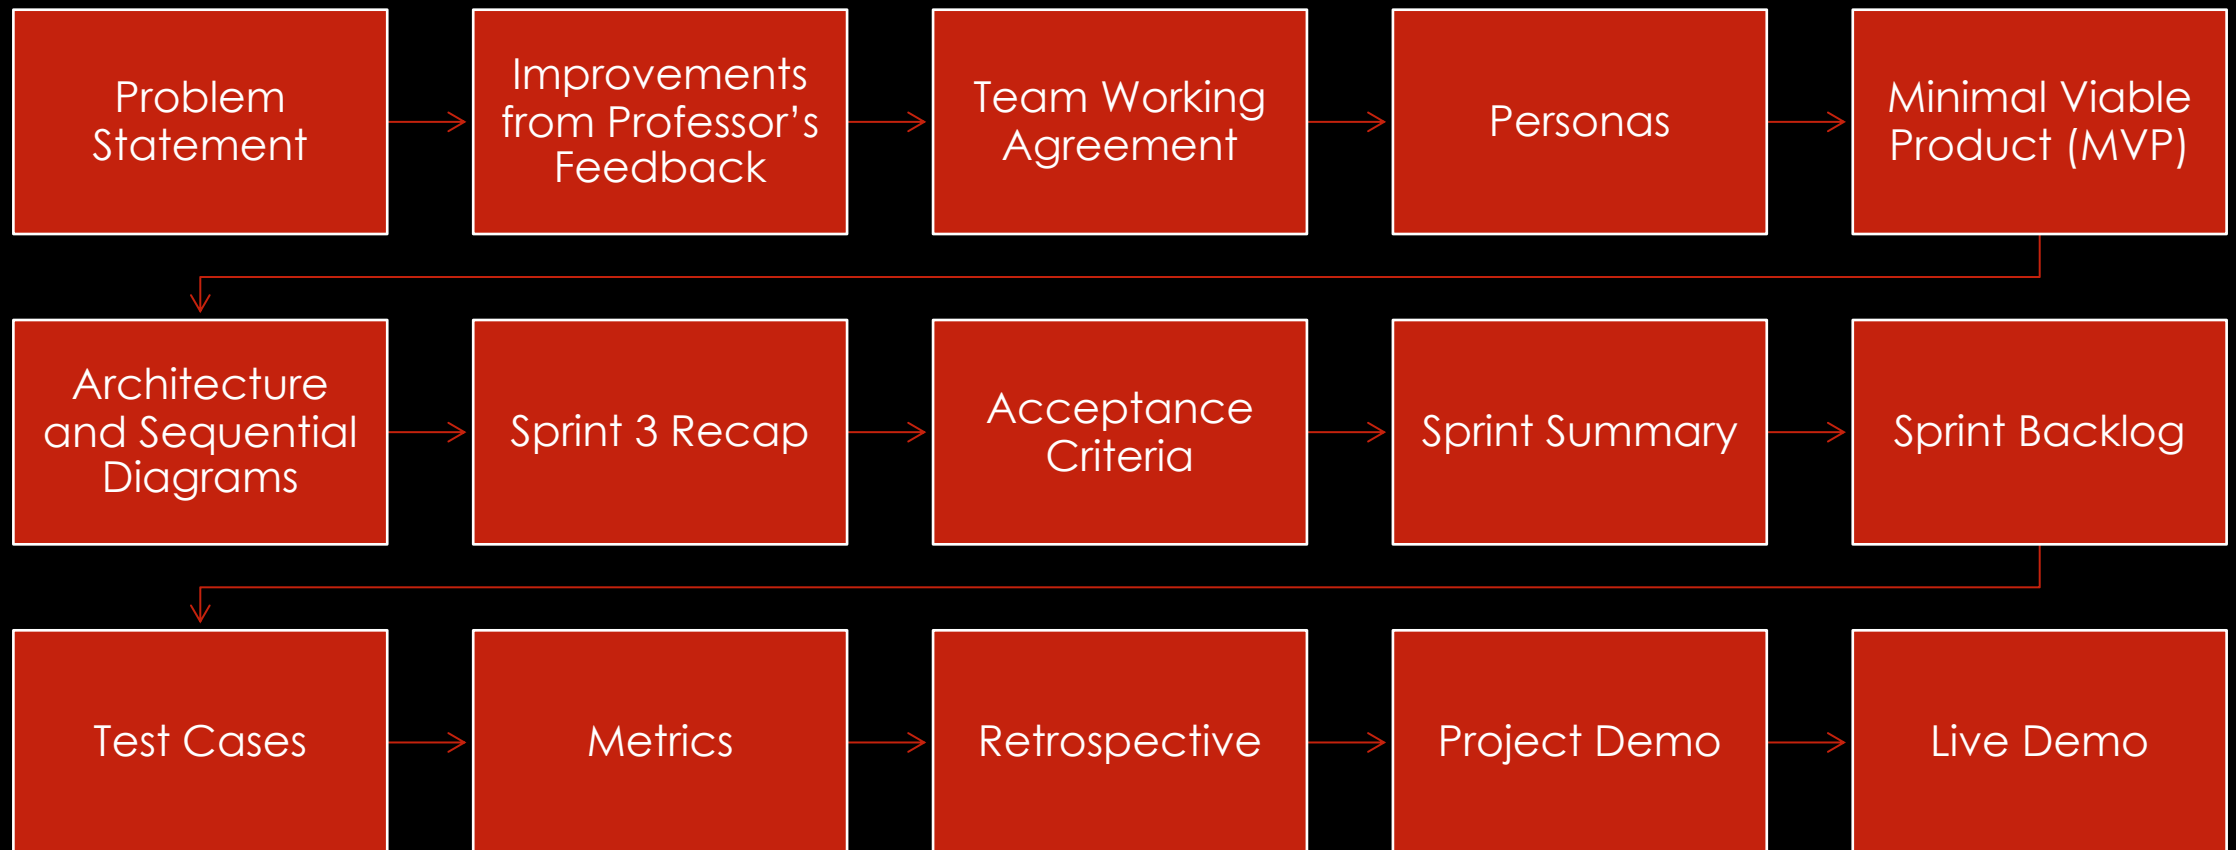 Problem
Statement
Improvements
from Professor’s
Feedback
Team Working
Agreement
Personas
Minimal Viable
Product (MVP)
Architecture
and Sequential
Diagrams
Sprint 3 Recap
Acceptance
Criteria
Sprint Summary
Sprint Backlog
Test Cases
Metrics
Retrospective
Project Demo
Live Demo